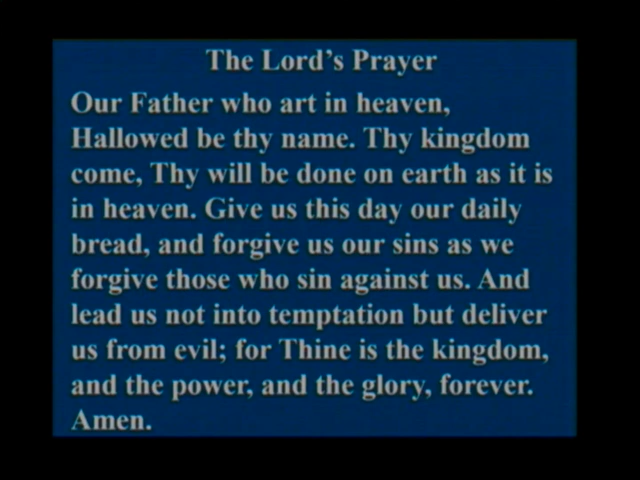 The Lord's Prayer
Our Father who art in heaven,
Hallowed be thy name. Thy kingdom
come, Thy will be done on earth as it is
in heaven. Give us this day our daily
bread, and forgive us our sins as we
forgive those who sin against us. And
lead us not into temptation but deliver
us from evil; for Thine is the kingdom,
and the power, and the glory, forever.
Amen.